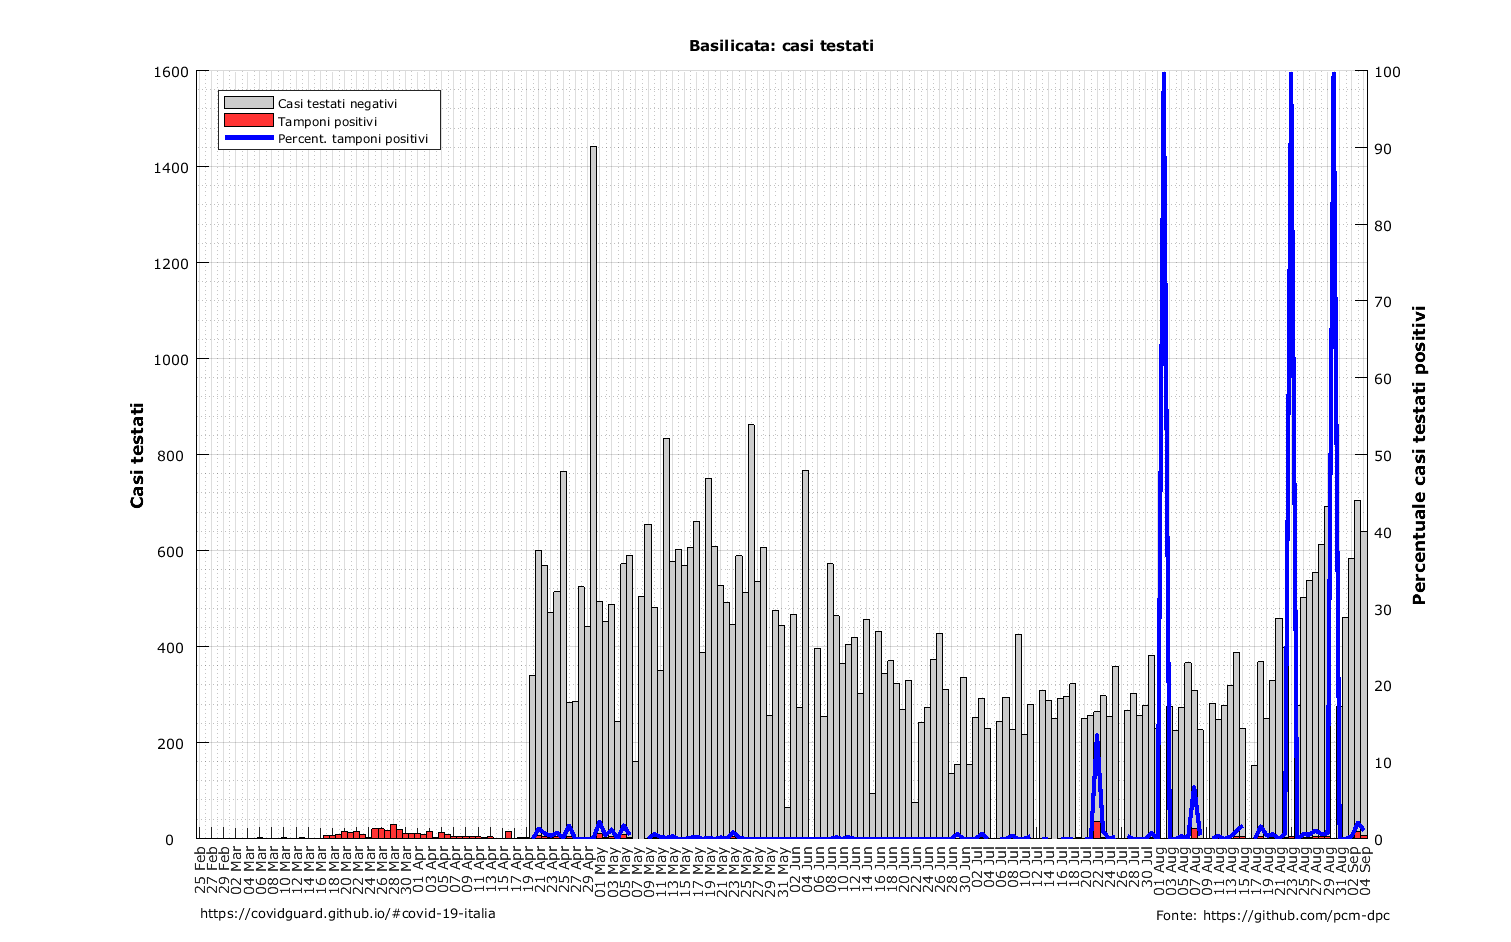 Basilicata: casi testati
Casi testati negativi
Tamponi positivi
Percent. tamponi positivi
1600
1400
1200
1000
800
600
400
200
0
Casi testati
100
90
80
70
60
50
40
30
20
10
0
Percentuale casi testati positivi
25 Feb
27 Feb
29 Feb
02 Mar
04 Mar
06 Mar
08 Mar
10 Mar
12 Mar
14 Mar
16 Mar
18 Mar
20 Mar
22 Mar
24 Mar
26 Mar
28 Mar
30 Mar
01 Apr
03 Apr
05 Apr
07 Apr
09 Apr
11 Apr
13 Apr
15 Apr
17 Apr
19 Apr
21 Apr
23 Apr
25 Apr
27 Apr
29 Apr
01 May
03 May
05 May
07 May
09 May
11 May
13 May
15 May
17 May
19 May
21 May
23 May
25 May
27 May
29 May
31 May
02 Jun
04 Jun
06 Jun
08 Jun
10 Jun
12 Jun
14 Jun
16 Jun
18 Jun
20 Jun
22 Jun
24 Jun
26 Jun
28 Jun
30 Jun
02 Jul
04 Jul
06 Jul
08 Jul
10 Jul
12 Jul
14 Jul
16 Jul
18 Jul
20 Jul
22 Jul
24 Jul
26 Jul
28 Jul
30 Jul
01 Aug
03 Aug
05 Aug
07 Aug
09 Aug
11 Aug
13 Aug
15 Aug
17 Aug
19 Aug
21 Aug
23 Aug
25 Aug
27 Aug
29 Aug
31 Aug
02 Sep
04 Sep
https://covidguard.github.io/#covid-19-italia
Fonte: https://github.com/pcm-dpc